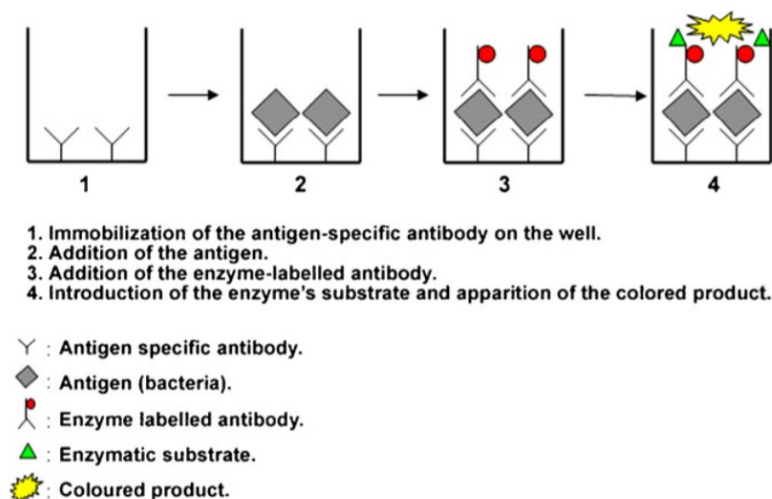 1
2
3
4
1. Immobilization of the antigen-specific antibody on the well.
2. Addition of the antigen.
3. Addition of the enzyme-labelled antibody.
4. Introduction of the enzyme's substrate and apparition of the colored product.
: Antigen specific antibody.
: Antigen (bacteria).
: Enzyme labelled antibody.
: Enzymatic substrate.
: Coloured product.